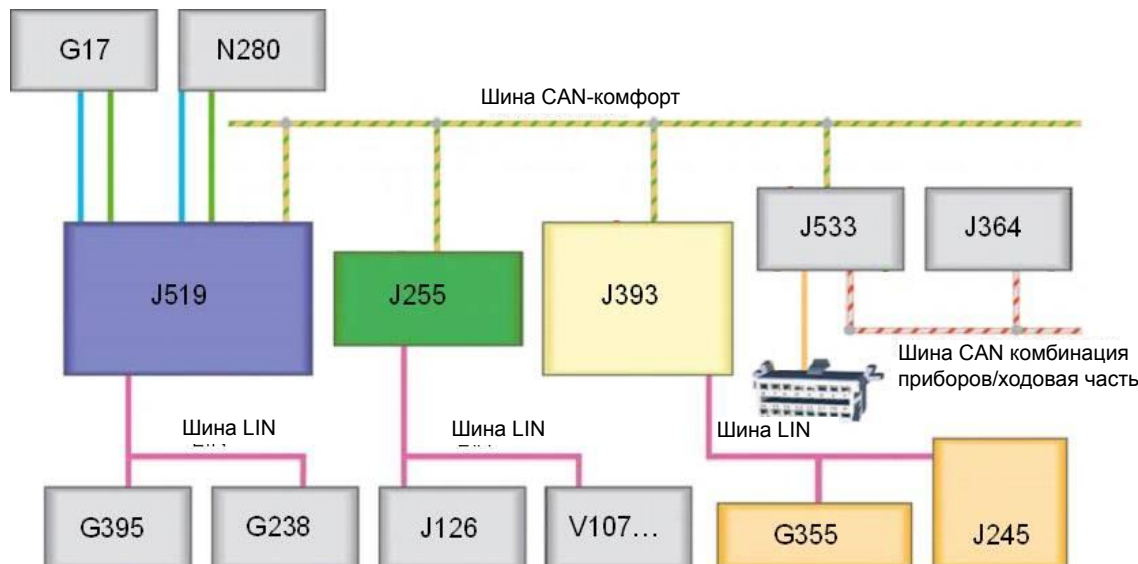 G17
N280
Шина CAN-комфорт
J533
J364
J519
J255
J393
Шина CAN комбинация
приборов/ходовая часть
Шина LIN
Шина LIN
Шина LIN
G395
G238
J126
V107...
G355
J245